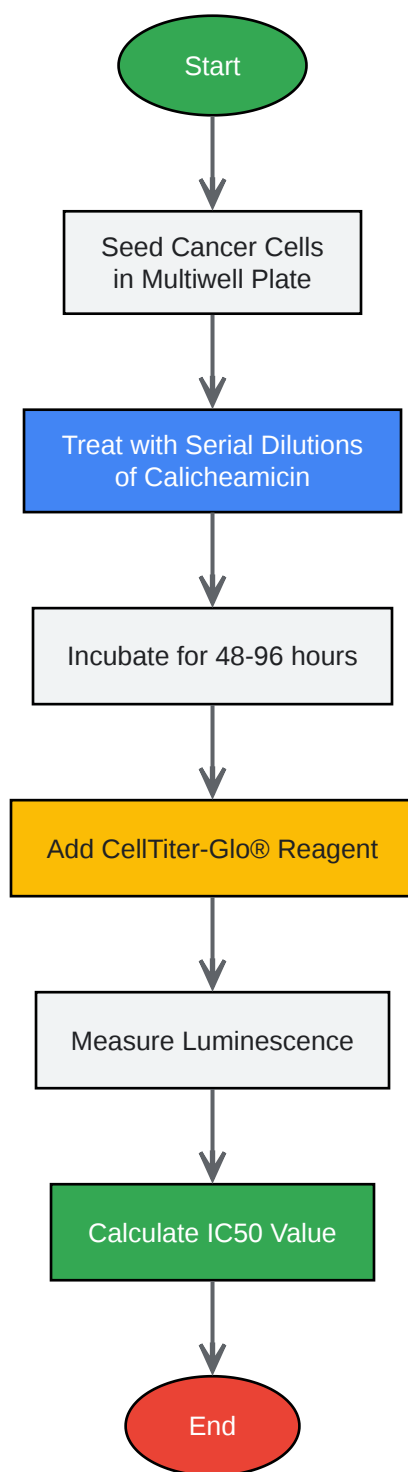 Start
Seed Cancer Cells
in Multiwell Plate
Treat with Serial Dilutions
of Calicheamicin
Incubate for 48-96 hours
Add CellTiter-Glo® Reagent
Measure Luminescence
Calculate IC50 Value
End